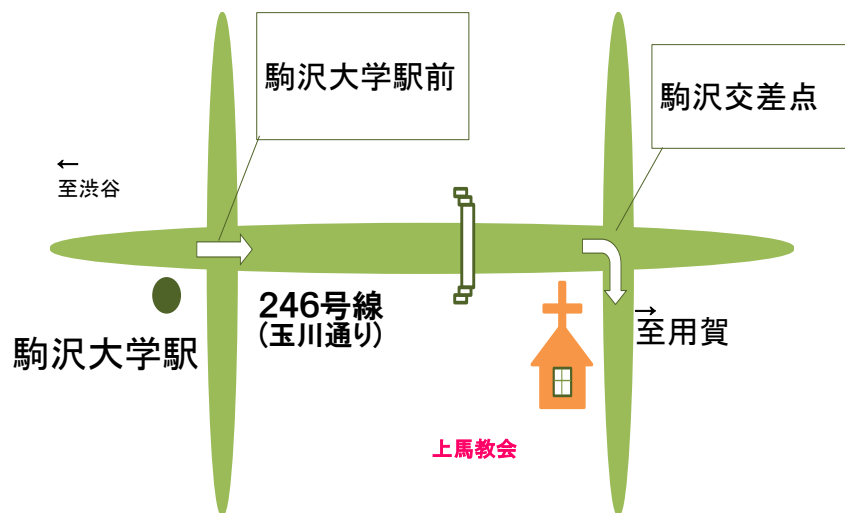 駒沢大学駅前
駒沢交差点
←
至渋谷
246号線
(玉川通り)
→
至用賀
駒沢大学駅
上馬教会